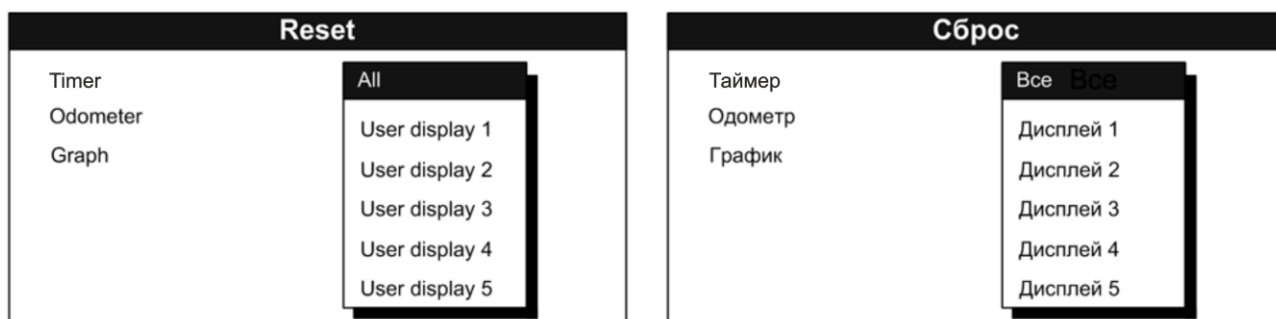 Reset
Timer
Odometer
Graph
All
User display 1
User display 2
User display 3
User display 4
User display 5
Сброс
Таймер
Одометр
График
Все Все
Дисплей 1
Дисплей 2
Дисплей 3
Дисплей 4
Дисплей 5